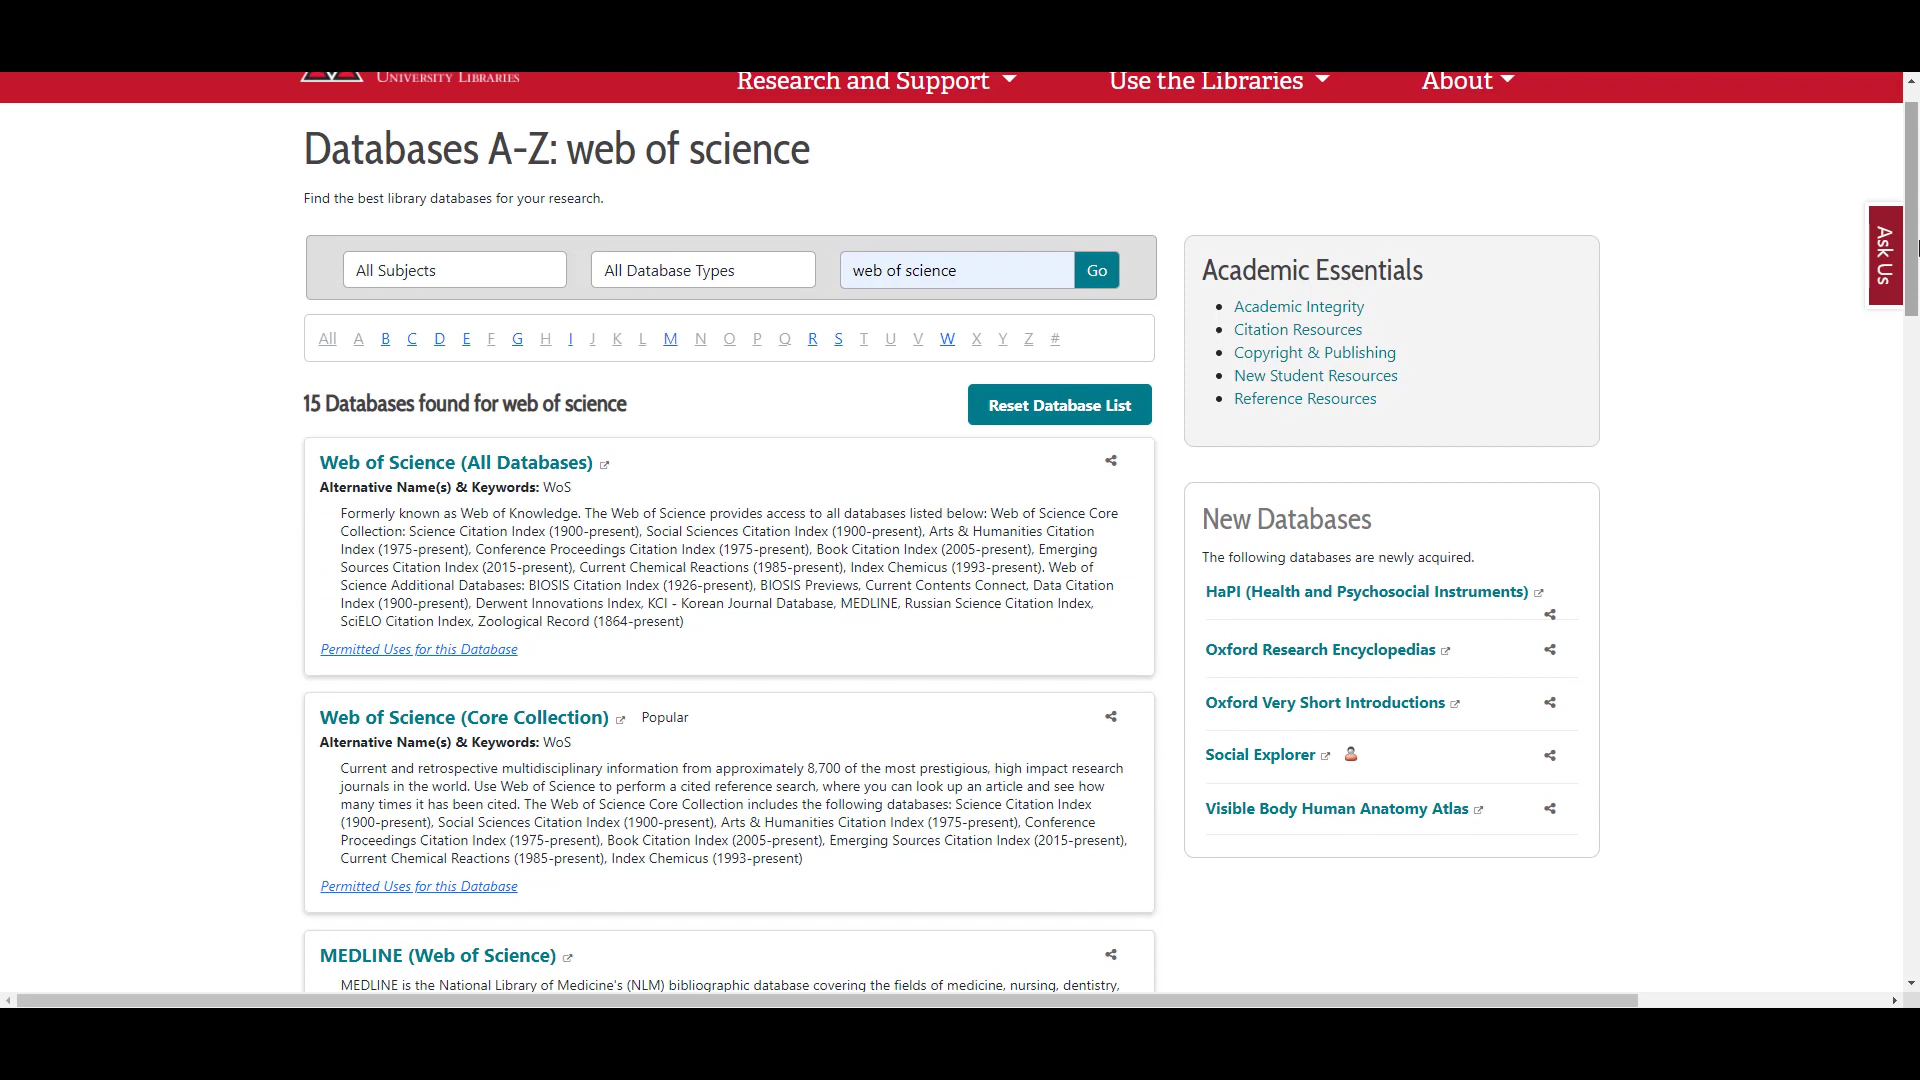 UNIVERSITY LIBRARIES
Research and Support
Use the Libraries
About
Databases A-Z: web of science
Find the best library databases for your research.
All Subjects
All Database Types
web of science
Go
All A B C D E F G H I J K L M N O P Q R S T U V W X Y Z #
15 Databases found for web of science
Reset Database List
Web of Science (All Databases)
Alternative Name(s) & Keywords: WoS
Formerly known as Web of Knowledge. The Web of Science provides access to all databases listed below: Web of Science Core
Collection: Science Citation Index (1900-present), Social Sciences Citation Index (1900-present), Arts & Humanities Citation
Index (1975-present), Conference Proceedings Citation Index (1975-present), Book Citation Index (2005-present), Emerging
Sources Citation Index (2015-present), Current Chemical Reactions (1985-present), Index Chemicus (1993-present). Web of
Science Additional Databases: BIOSIS Citation Index (1926-present), BIOSIS Previews, Current Contents Connect, Data Citation
Index (1900-present), Derwent Innovations Index, KCI - Korean Journal Database, MEDLINE, Russian Science Citation Index,
SciELO Citation Index, Zoological Record (1864-present)
Permitted Uses for this Database
Web of Science (Core Collection)
Popular
Alternative Name(s) & Keywords: WoS
Current and retrospective multidisciplinary information from approximately 8,700 of the most prestigious, high impact research
journals in the world. Use Web of Science to perform a cited reference search, where you can look up an article and see how
many times it has been cited. The Web of Science Core Collection includes the following databases: Science Citation Index
(1900-present), Social Sciences Citation Index (1900-present), Arts & Humanities Citation Index (1975-present), Conference
Proceedings Citation Index (1975-present), Book Citation Index (2005-present), Emerging Sources Citation Index (2015-present),
Current Chemical Reactions (1985-present), Index Chemicus (1993-present)
Permitted Uses for this Database
MEDLINE (Web of Science)
MEDLINE is the National Library of Medicine's (NLM) bibliographic database covering the fields of medicine, nursing, dentistry,
Academic Essentials
Academic Integrity
Citation Resources
Copyright & Publishing
New Student Resources
Reference Resources
New Databases
The following databases are newly acquired.
HaPI (Health and Psychosocial Instruments)
Oxford Research Encyclopedias
Oxford Very Short Introductions
Social Explorer
Visible Body Human Anatomy Atlas
Ask Us